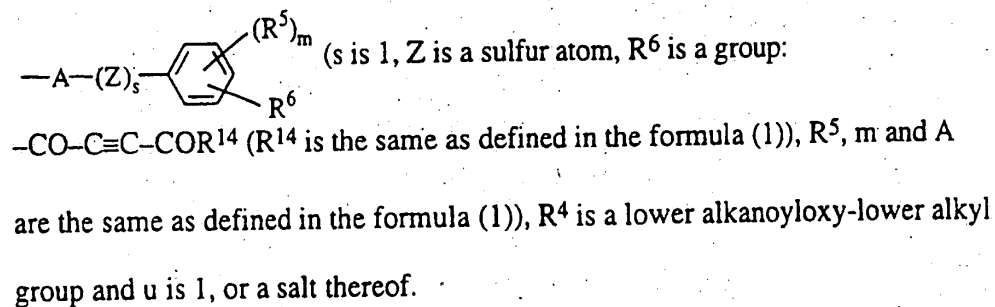 —A—(Z)s— (R⁵)m (s is 1, Z is a sulfur atom, R⁶ is a group:
R⁶
–CO–C≡C–COR¹⁴ (R¹⁴ is the same as defined in the formula (1)), R⁵, m and A
are the same as defined in the formula (1)), R⁴ is a lower alkanoyloxy-lower alkyl
group and u is 1, or a salt thereof.